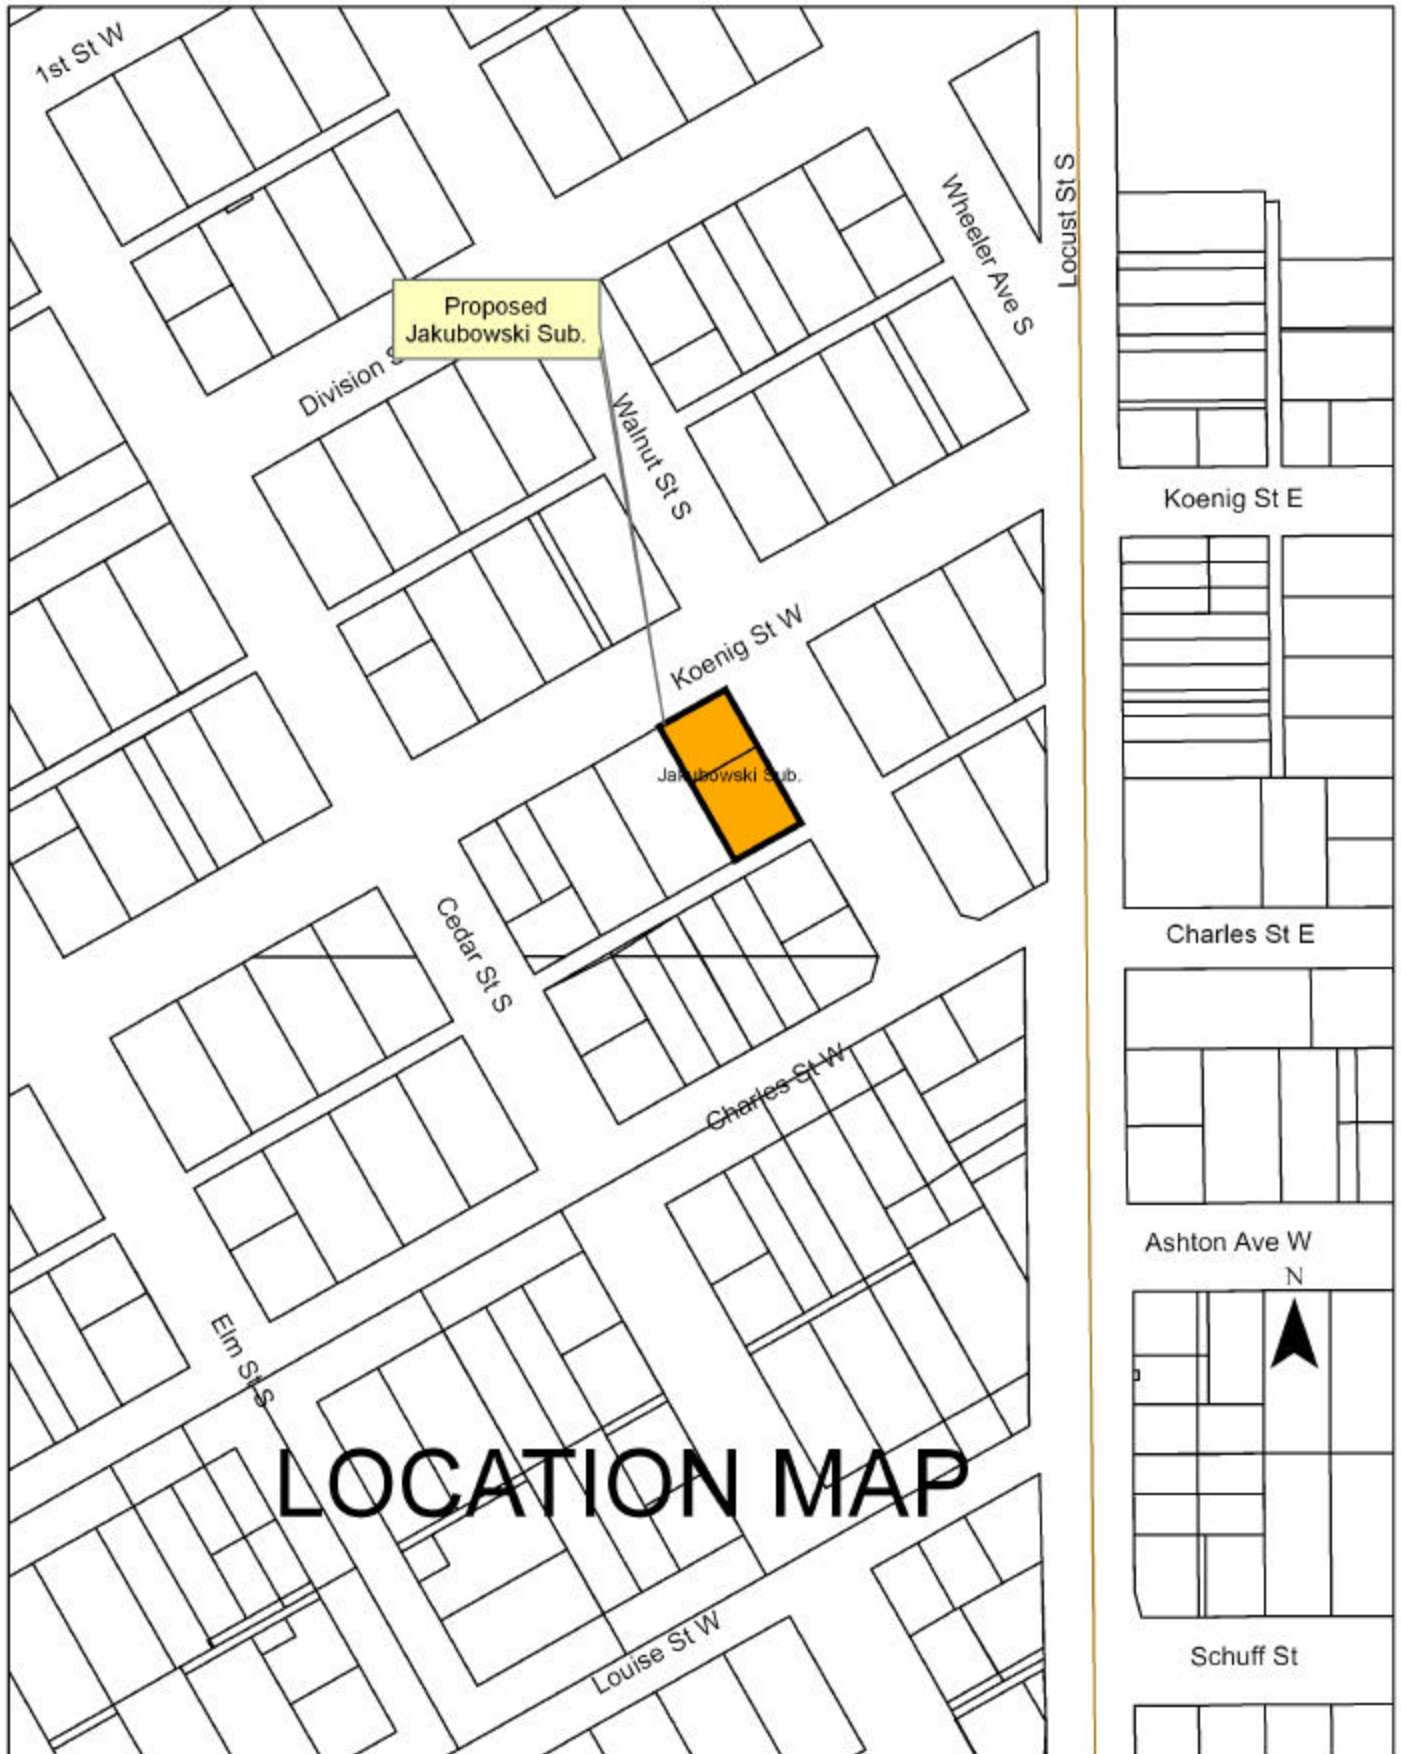 1st St W
Locust St S
Wheeler Ave S
Proposed
Jakubowski Sub.
Division S
Walnut St S
Koenig St E
Koenig St W
Jakubowski Sub.
Cedar St S
Charles St E
Charles St W
Ashton Ave W
N
Elm St S
LOCATION MAP
Louise St W
Schuff St